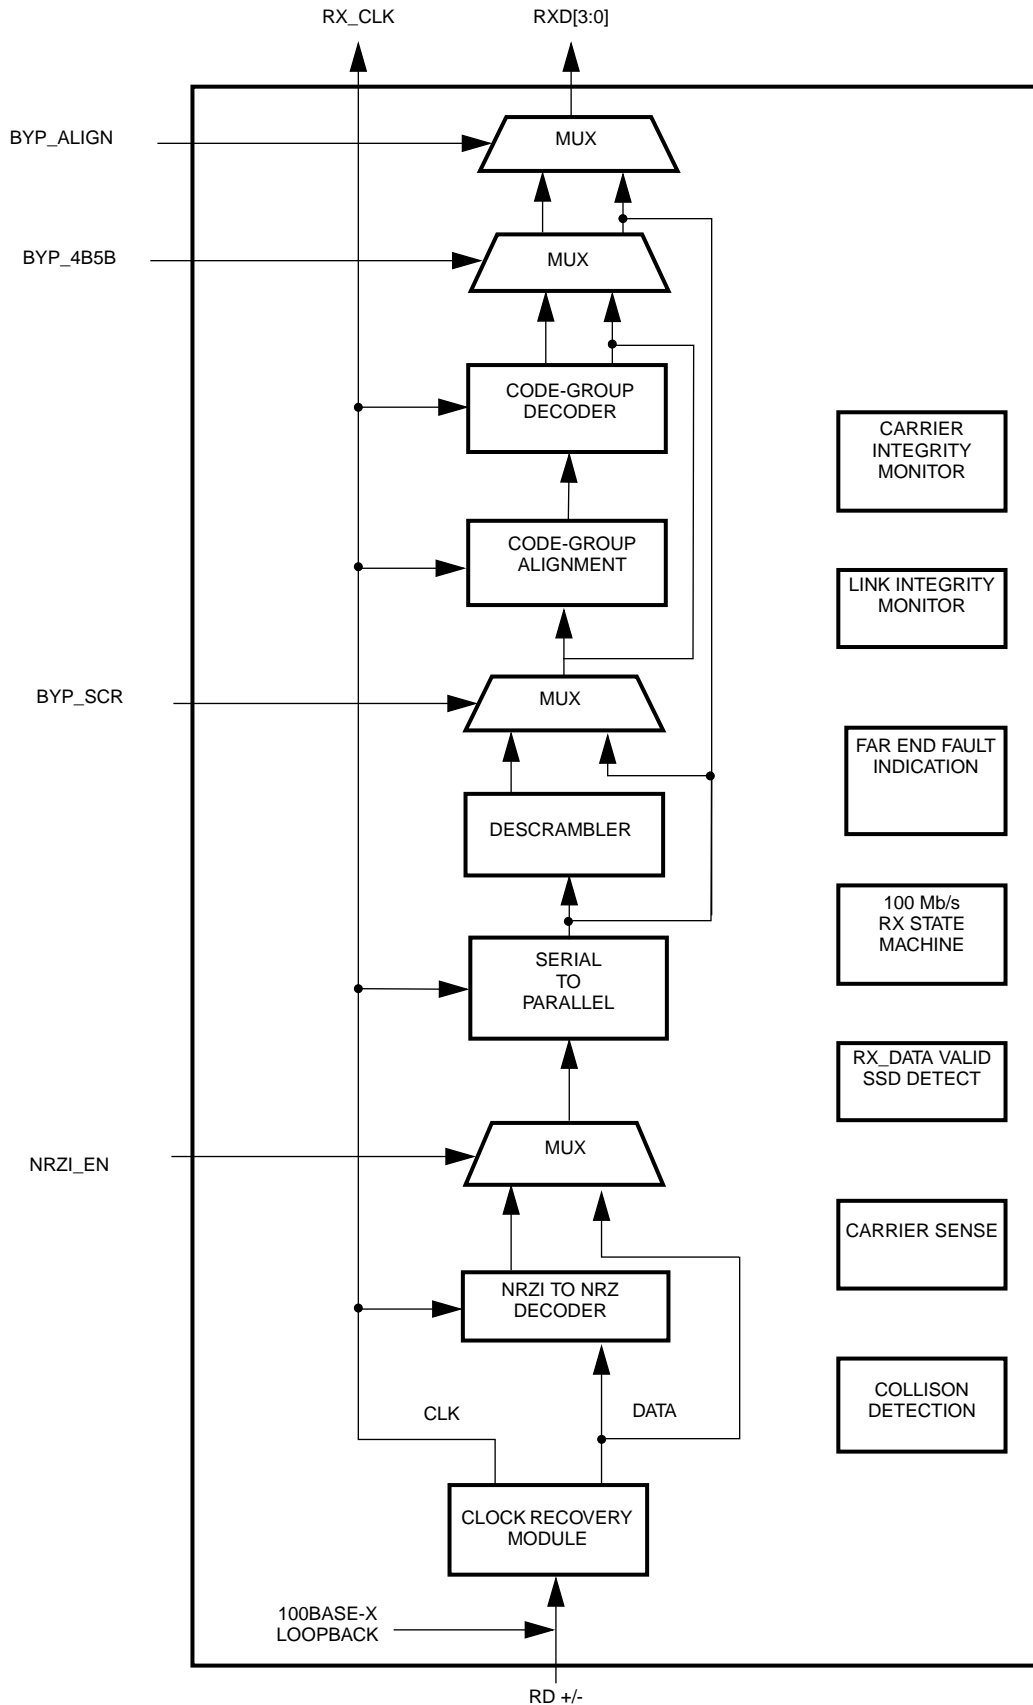 RX_CLK
RXD[3:0]
BYP_ALIGN
MUX
BYP_4B5B
MUX
CODE-GROUP
DECODER
CARRIER
INTEGRITY
MONITOR
CODE-GROUP
ALIGNMENT
LINK INTEGRITY
MONITOR
BYP_SCR
MUX
FAR END FAULT
INDICATION
DESCRAMBLER
100 Mb/s
RX STATE
MACHINE
SERIAL
TO
PARALLEL
RX_DATA VALID
SSD DETECT
NRZI_EN
MUX
CARRIER SENSE
NRZI TO NRZ
DECODER
COLLISON
DETECTION
CLK
DATA
CLOCK RECOVERY
MODULE
100BASE-X
LOOPBACK
RD +/-